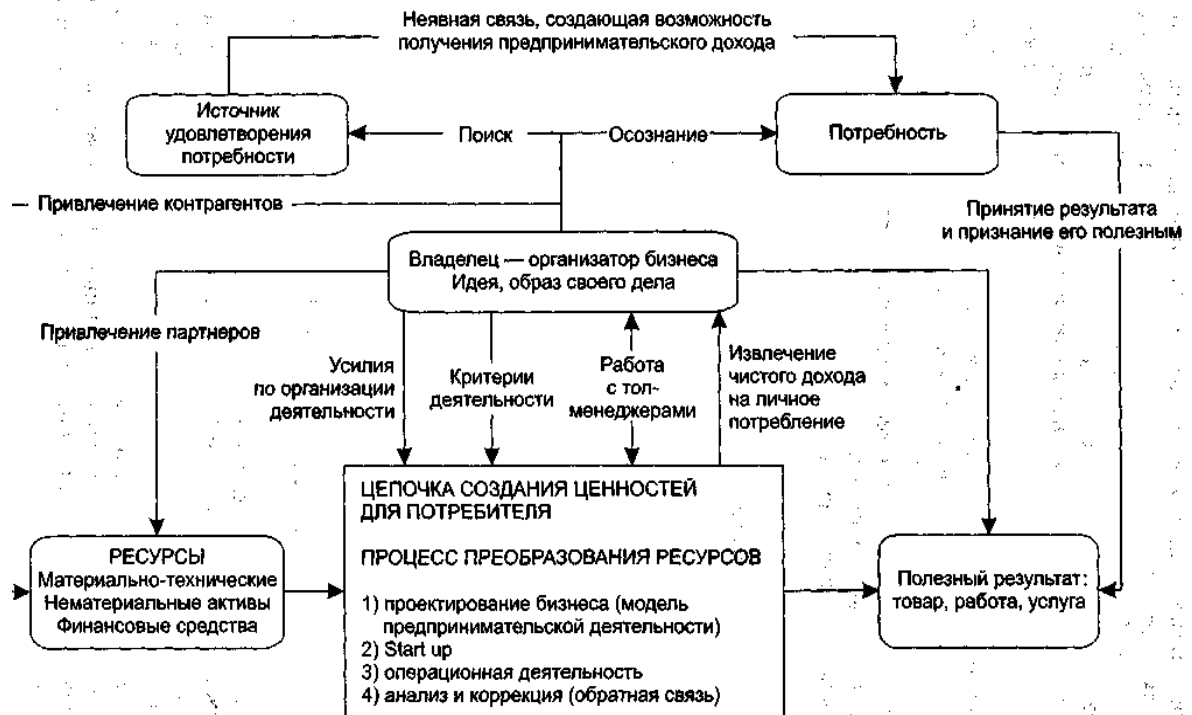 Неявная связь, создающая возможность
получения предпринимательского дохода
Источник
удовлетворения
потребности
Поиск
Осознание
Потребность
Привлечение контрагентов
Принятие результата
и признание его полезным
Владелец — организатор бизнеса
Идея, образ своего дела
Привлечение партнеров
Усилия
по организации
деятельности
Критерии
деятельности
Работа
с топ-
менеджерами
Извлечение
чистого дохода
на личное
потребление
ЦЕПОЧКА СОЗДАНИЯ ЦЕННОСТЕЙ
ДЛЯ ПОТРЕБИТЕЛЯ
ПРОЦЕСС ПРЕОБРАЗОВАНИЯ РЕСУРСОВ
1) проектирование бизнеса (модель
предпринимательской деятельности)
2) Start up
3) операционная деятельность
4) анализ и коррекция (обратная связь)
РЕСУРСЫ
Материально-технические
Нематериальные активы
Финансовые средства
Полезный результат:
товар, работа, услуга